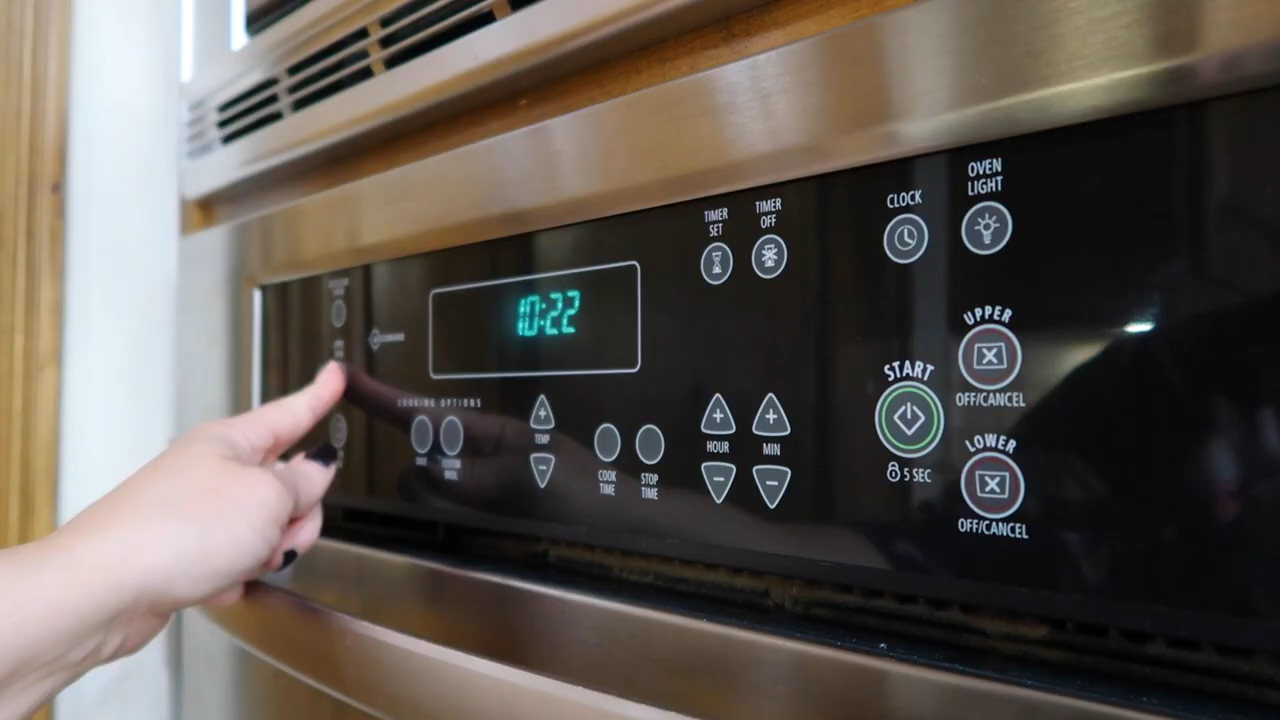 OVEN
LIGHT
CLOCK
TIMER
SET
TIMER
OFF
10:22
UPPER
OFF/CANCEL
START
5 SEC
LOWER
OFF/CANCEL
COOKING OPTIONS
TEMP
HOUR
MIN
COOK
TIME
STOP
TIME